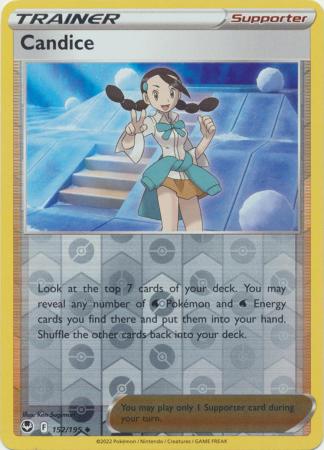 TRAINER Supporter
Candice
Look at the top 7 cards of your deck. You may
reveal any number of Pokémon and Energy
cards you find there and put them into your hand.
Shuffle the other cards back into your deck.
Illus. Ken Sugimori
F 152/195
You may play only 1 Supporter card during
your turn.
©2022 Pokémon / Nintendo / Creatures / GAME FREAK